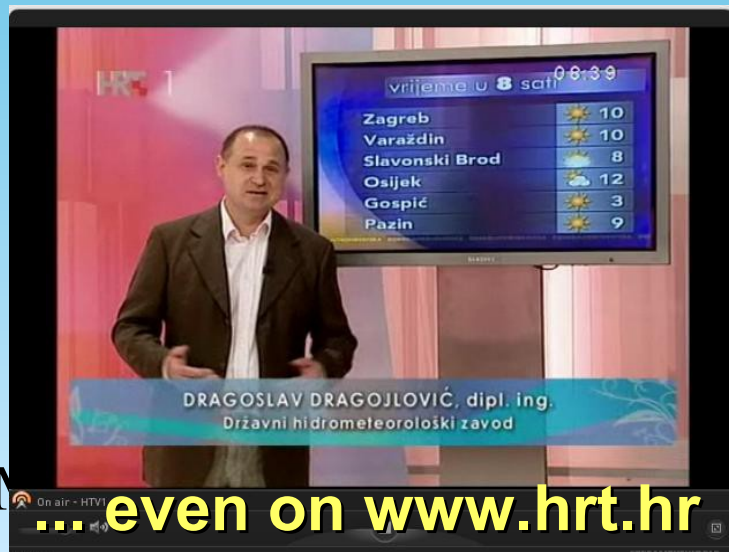 HRT 1
08:39
vrijeme u 8 sati
Zagreb 10
Varaždin 10
Slavonski Brod 8
Osijek 12
Gospić 3
Pazin 9
DRAGOSLAV DRAGOJLOVIĆ, dipl. ing.
Državni hidrometeorološki zavod
On air - HTV1
... even on www.hrt.hr